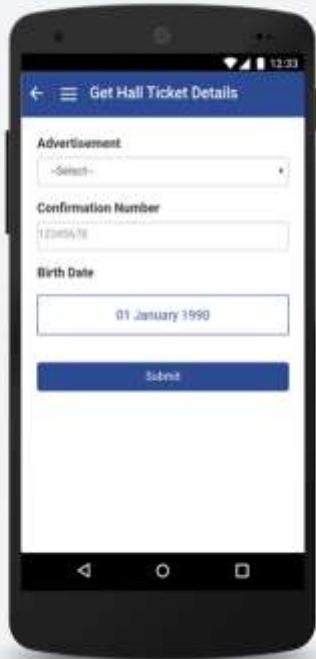 12:33
Get Hall Ticket Details
Advertisement
--Select--
Confirmation Number
12345678
Birth Date
01 January 1990
Submit